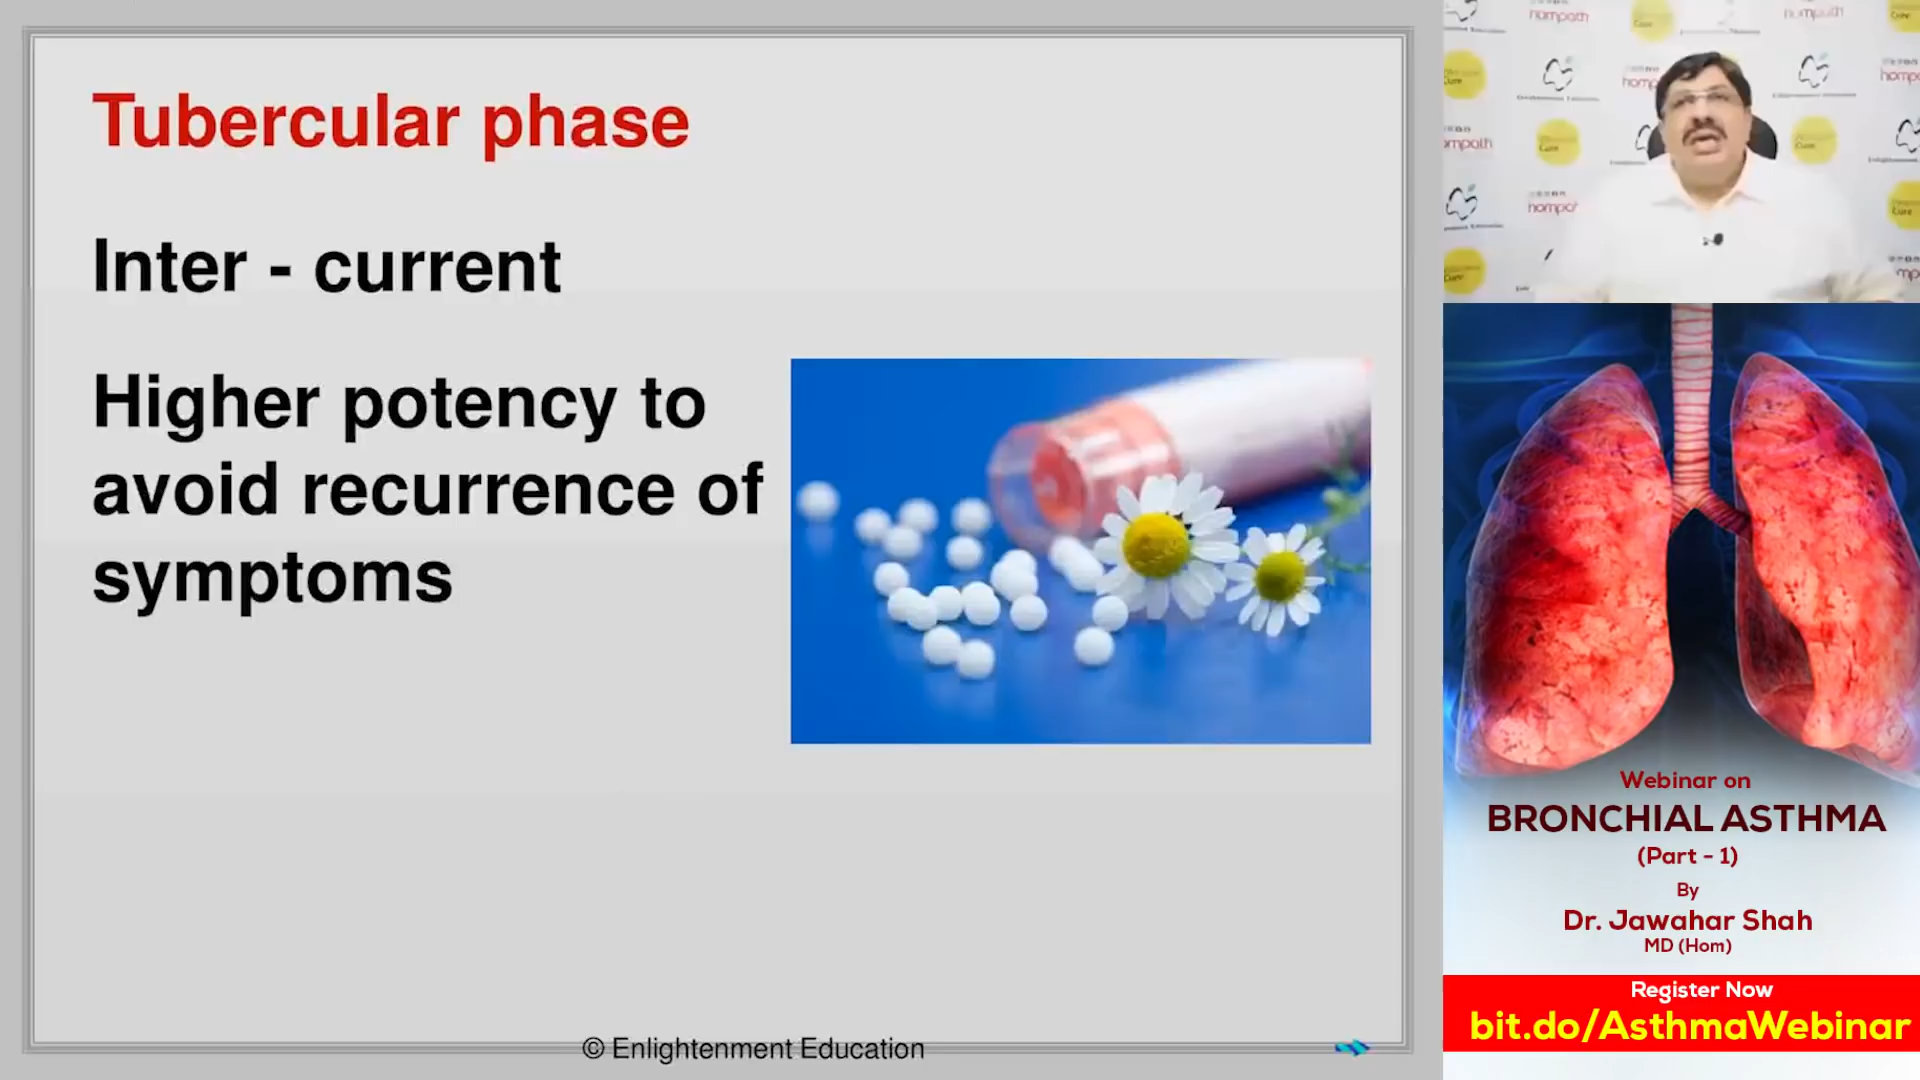 Tubercular phase
Inter - current
Higher potency to
avoid recurrence of
symptoms
© Enlightenment Education
hompath
Webinar on
BRONCHIAL ASTHMA
(Part - 1)
By
Dr. Jawahar Shah
MD (Hom)
Register Now
bit.do/AsthmaWebinar